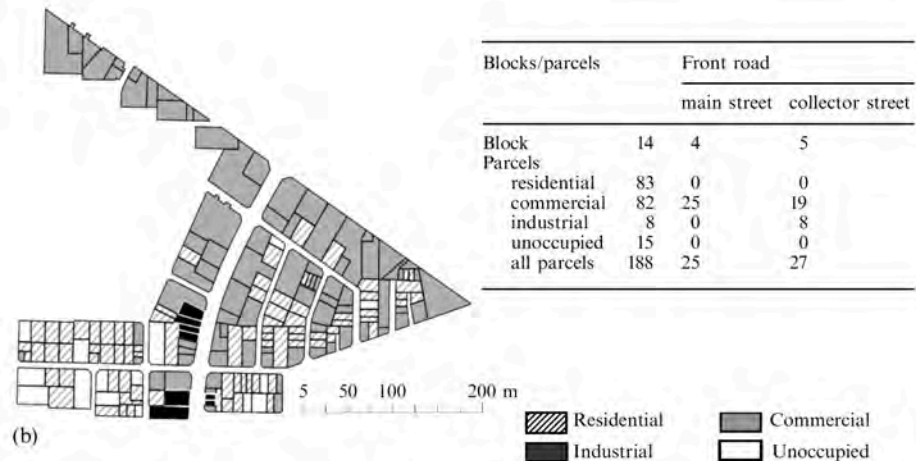 Blocks/parcels Front road
main street collector street
Block 14 4 5
Parcels
residential 83 0 0
commercial 82 25 19
industrial 8 0 8
unoccupied 15 0 0
all parcels 188 25 27
5 50 100 200 m
(b)
Residential Commercial
Industrial Unoccupied